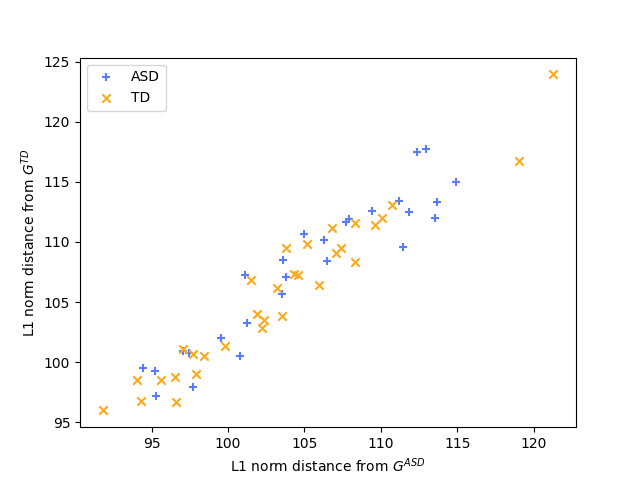 125
120
115
110
105
100
95
L1 norm distance from G^{TD}
ASD
TD
95 100 105 110 115 120
L1 norm distance from G^{ASD}